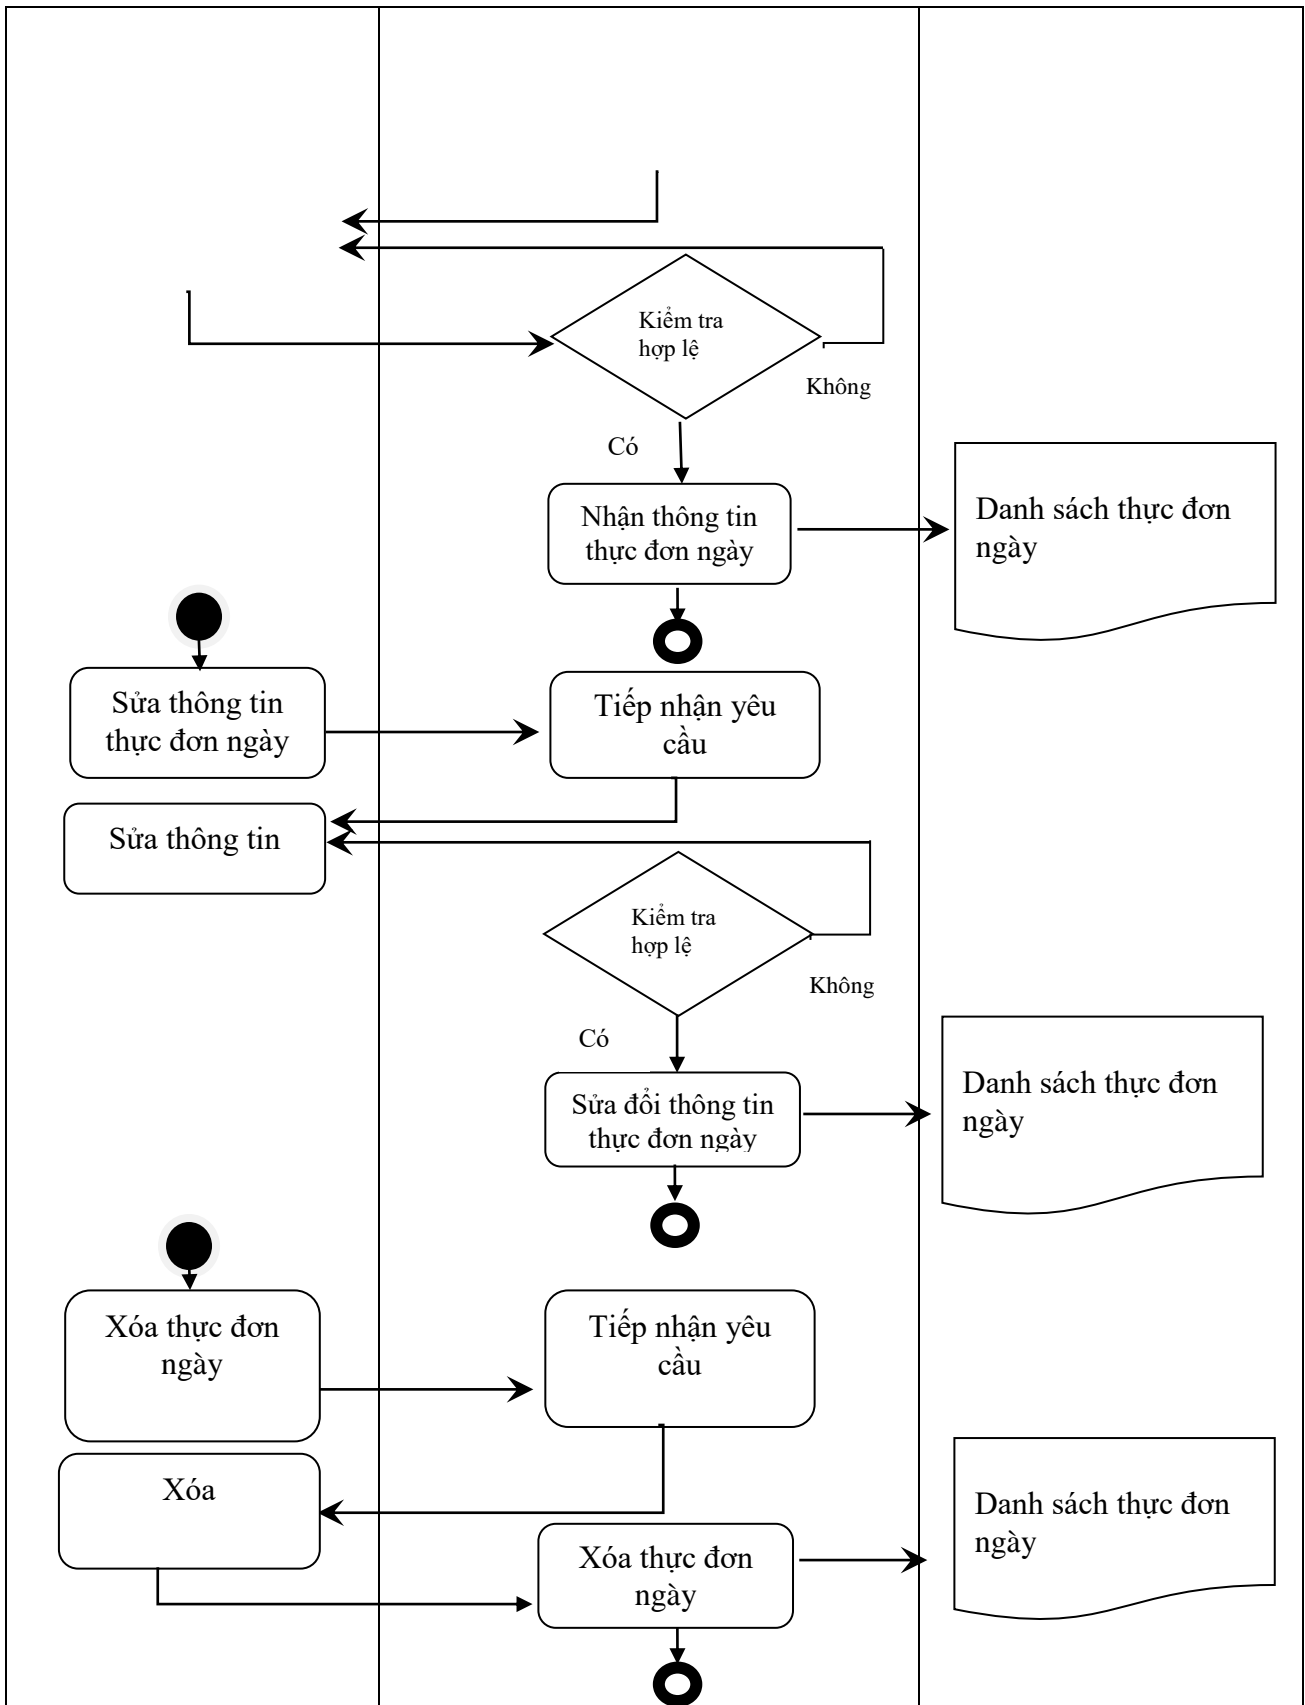 Kiểm tra
hợp lệ
Không
Có
Nhận thông tin
thực đơn ngày
Danh sách thực đơn
ngày
Sửa thông tin
thực đơn ngày
Tiếp nhận yêu
cầu
Sửa thông tin
Kiểm tra
hợp lệ
Không
Có
Sửa đổi thông tin
thực đơn ngày
Danh sách thực đơn
ngày
Xóa thực đơn
ngày
Tiếp nhận yêu
cầu
Xóa
Xóa thực đơn
ngày
Danh sách thực đơn
ngày